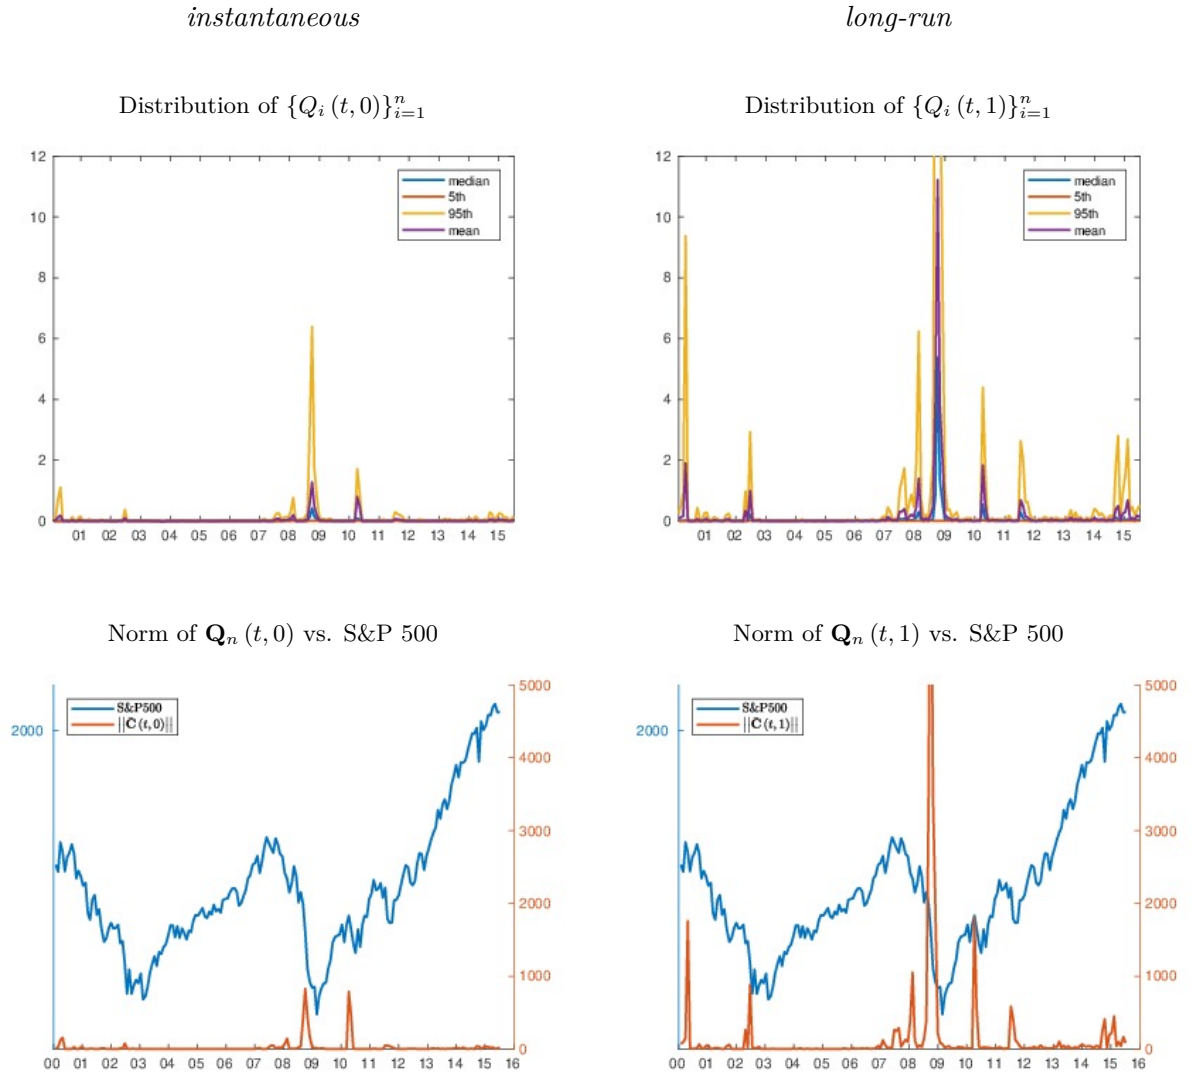 instantaneous
long-run
Distribution of {Q_i (t, 0)}_{i=1}^n
Distribution of {Q_i (t, 1)}_{i=1}^n
12
10
8
6
4
2
0
median
5th
95th
mean
01 02 03 04 05 06 07 08 09 10 11 12 13 14 15
12
10
8
6
4
2
0
median
5th
95th
mean
01 02 03 04 05 06 07 08 09 10 11 12 13 14 15
Norm of Q_n (t, 0) vs. S&P 500
Norm of Q_n (t, 1) vs. S&P 500
2000
S&P500
||C (t, 0)||
5000
4000
3000
2000
1000
0
00 01 02 03 04 05 06 07 08 09 10 11 12 13 14 15 16
2000
S&P500
||C (t, 1)||
5000
4000
3000
2000
1000
0
00 01 02 03 04 05 06 07 08 09 10 11 12 13 14 15 16